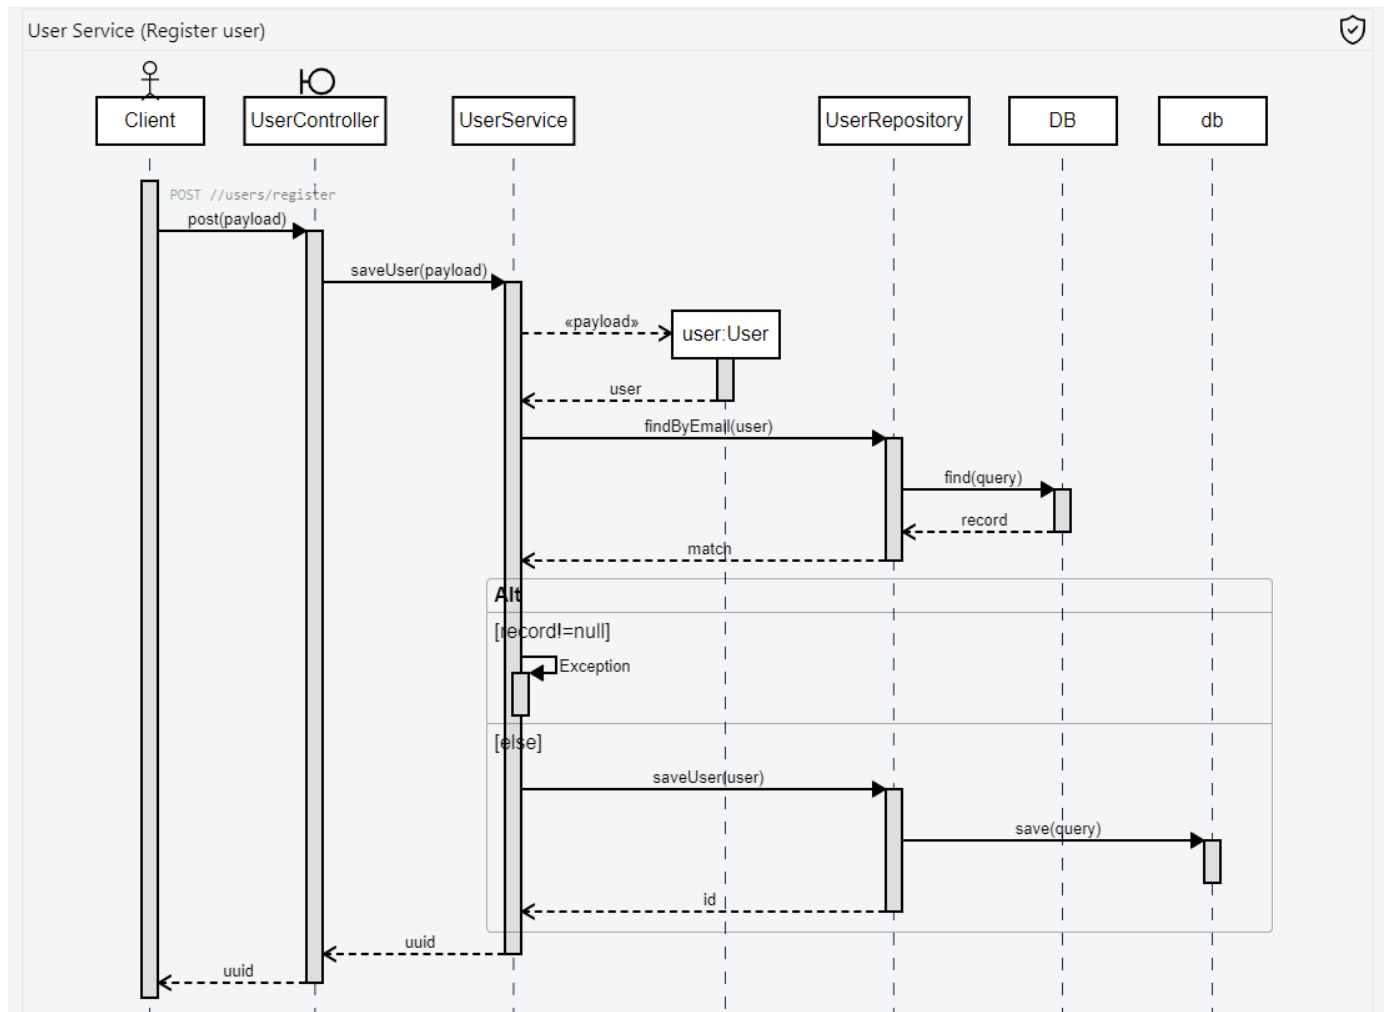 User Service (Register user)
Client
UserController
UserService
UserRepository
DB
db
POST //users/register
post(payload)
saveUser(payload)
«payload»
user:User
user
findByEmail(user)
find(query)
record
match
Alt
[record!=null]
Exception
[else]
saveUser(user)
save(query)
id
uuid
uuid